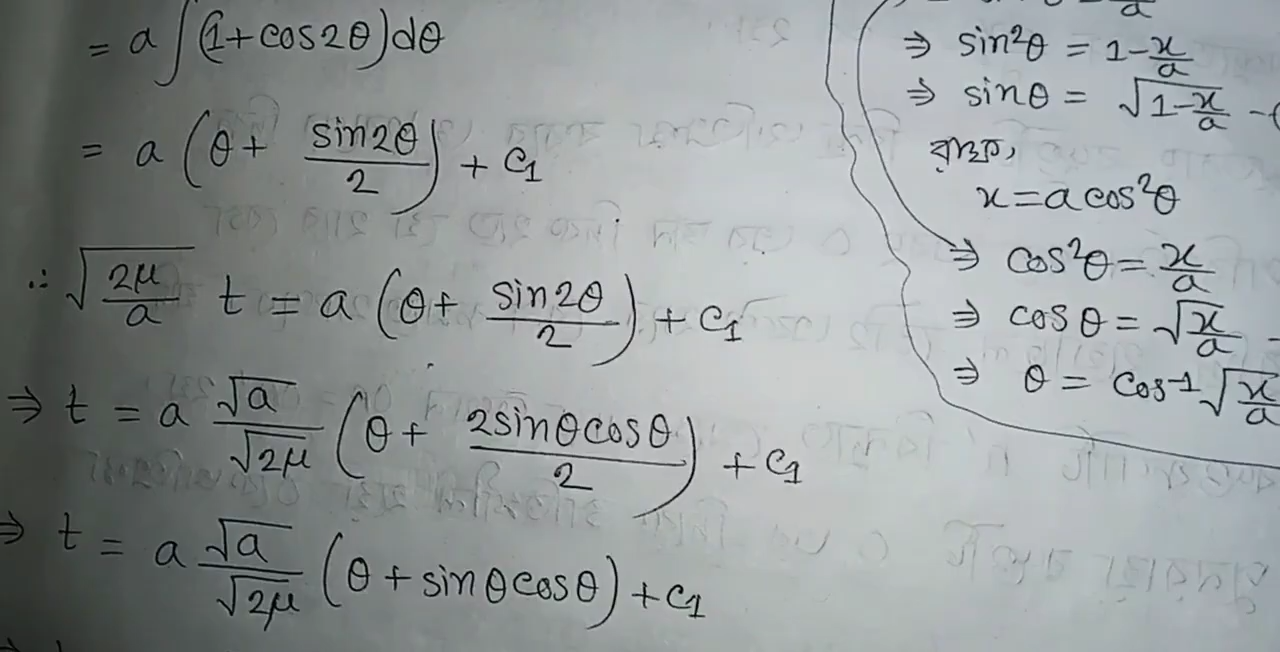 = a∫(1+cos2θ)dθ
= a(θ + sin2θ/2) + c₁
∴ √(2μ/a) t = a(θ + sin2θ/2) + c₁
⇒ t = a √a/√2μ (θ + 2sinθcosθ/2) + c₁
⇒ t = a √a/√2μ (θ + sinθcosθ) + c₁
⇒ sin²θ = 1-x/a
⇒ sinθ = √(1-x/a)
x = a cos²θ
⇒ cos²θ = x/a
⇒ cosθ = √(x/a)
⇒ θ = cos⁻¹√(x/a)